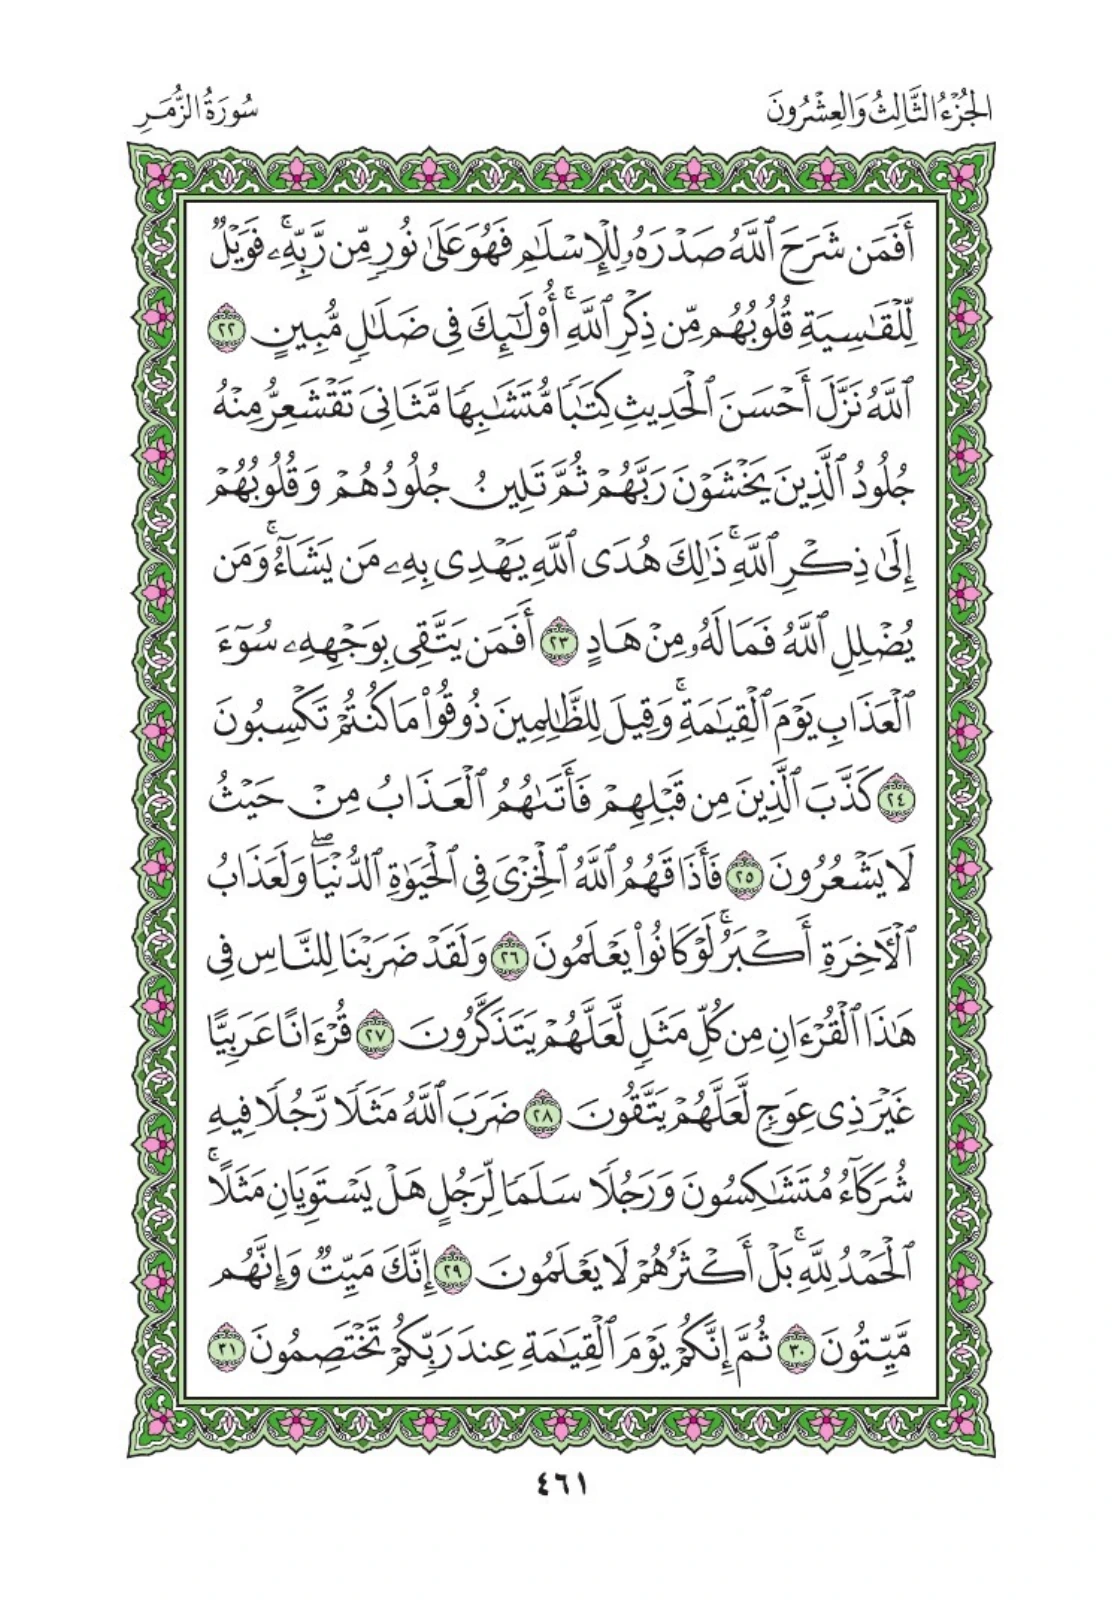 الجُزْءُ الثَّالِثُ وَالعِشْرُونَ
سُورَةُ الزُّمَرِ
أَفَمَن شَرَحَ ٱللَّهُ صَدْرَهُۥ لِلْإِسْلَٰمِ فَهُوَ عَلَىٰ نُورٍ مِّن رَّبِّهِۦۚ فَوَيْلٌ
لِّلْقَٰسِيَةِ قُلُوبُهُم مِّن ذِكْرِ ٱللَّهِۚ أُو۟لَٰٓئِكَ فِى ضَلَٰلٍ مُّبِينٍ ٢٢
ٱللَّهُ نَزَّلَ أَحْسَنَ ٱلْحَدِيثِ كِتَٰبًا مُّتَشَٰبِهًا مَّثَانِىَ تَقْشَعِرُّ مِنْهُ
جُلُودُ ٱلَّذِينَ يَخْشَوْنَ رَبَّهُمْ ثُمَّ تَلِينُ جُلُودُهُمْ وَقُلُوبُهُمْ
إِلَىٰ ذِكْرِ ٱللَّهِۚ ذَٰلِكَ هُدَى ٱللَّهِ يَهْدِى بِهِۦ مَن يَشَآءُۚ وَمَن
يُضْلِلِ ٱللَّهُ فَمَا لَهُۥ مِنْ هَادٍ ٢٣ أَفَمَن يَتَّقِى بِوَجْهِهِۦ سُوٓءَ
ٱلْعَذَابِ يَوْمَ ٱلْقِيَٰمَةِۚ وَقِيلَ لِلظَّٰلِمِينَ ذُوقُوا۟ مَا كُنتُمْ تَكْسِبُونَ
٢٤ كَذَّبَ ٱلَّذِينَ مِن قَبْلِهِمْ فَأَتَىٰهُمُ ٱلْعَذَابُ مِنْ حَيْثُ
لَا يَشْعُرُونَ ٢٥ فَأَذَاقَهُمُ ٱللَّهُ ٱلْخِزْىَ فِى ٱلْحَيَوٰةِ ٱلدُّنْيَاۖ وَلَعَذَابُ
ٱلْءَاخِرَةِ أَكْبَرُۚ لَوْ كَانُوا۟ يَعْلَمُونَ ٢٦ وَلَقَدْ ضَرَبْنَا لِلنَّاسِ فِى
هَٰذَا ٱلْقُرْءَانِ مِن كُلِّ مَثَلٍ لَّعَلَّهُمْ يَتَذَكَّرُونَ ٢٧ قُرْءَانًا عَرَبِيًّا
غَيْرَ ذِى عِوَجٍ لَّعَلَّهُمْ يَتَّقُونَ ٢٨ ضَرَبَ ٱللَّهُ مَثَلًا رَّجُلًا فِيهِ
شُرَكَآءُ مُتَشَٰكِسُونَ وَرَجُلًا سَلَمًا لِّرَجُلٍ هَلْ يَسْتَوِيَانِ مَثَلًاۚ
ٱلْحَمْدُ لِلَّهِۚ بَلْ أَكْثَرُهُمْ لَا يَعْلَمُونَ ٢٩ إِنَّكَ مَيِّتٌ وَإِنَّهُم
مَّيِّتُونَ ٣٠ ثُمَّ إِنَّكُمْ يَوْمَ ٱلْقِيَٰمَةِ عِندَ رَبِّكُمْ تَخْتَصِمُونَ ٣١
٤٦١